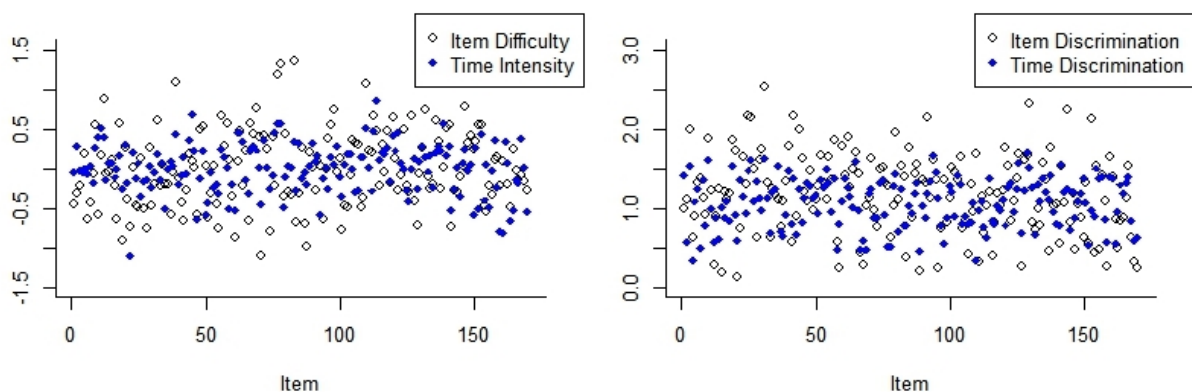 Item Difficulty
Time Intensity
1.5
0.5
-0.5
-1.5
0
50
100
150
Item
Item Discrimination
Time Discrimination
3.0
2.0
1.0
0.0
0
50
100
150
Item